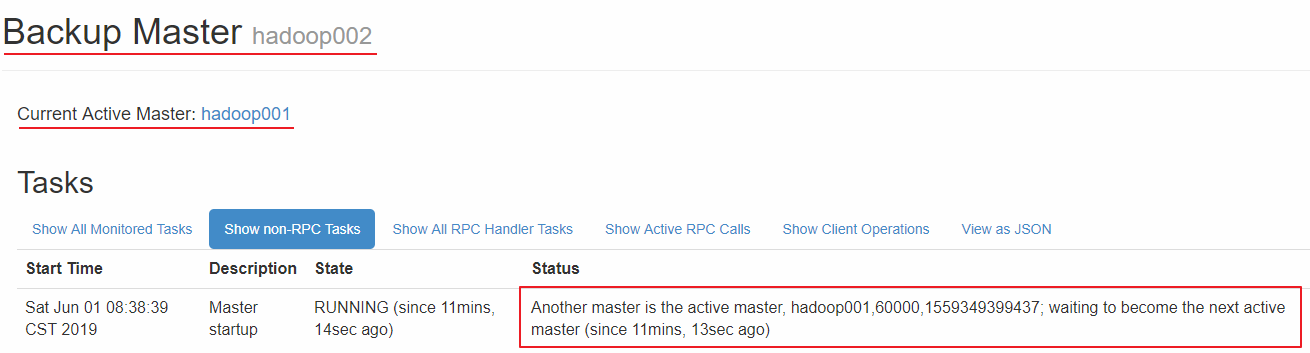 Backup Master hadoop002
Current Active Master: hadoop001
Tasks
Show All Monitored Tasks Show non-RPC Tasks Show All RPC Handler Tasks Show Active RPC Calls Show Client Operations View as JSON
Start Time Description State Status
Sat Jun 01 08:38:39 Master RUNNING (since 11mins, Another master is the active master, hadoop001,60000,1559349399437; waiting to become the next active
CST 2019 startup 14sec ago) master (since 11mins, 13sec ago)